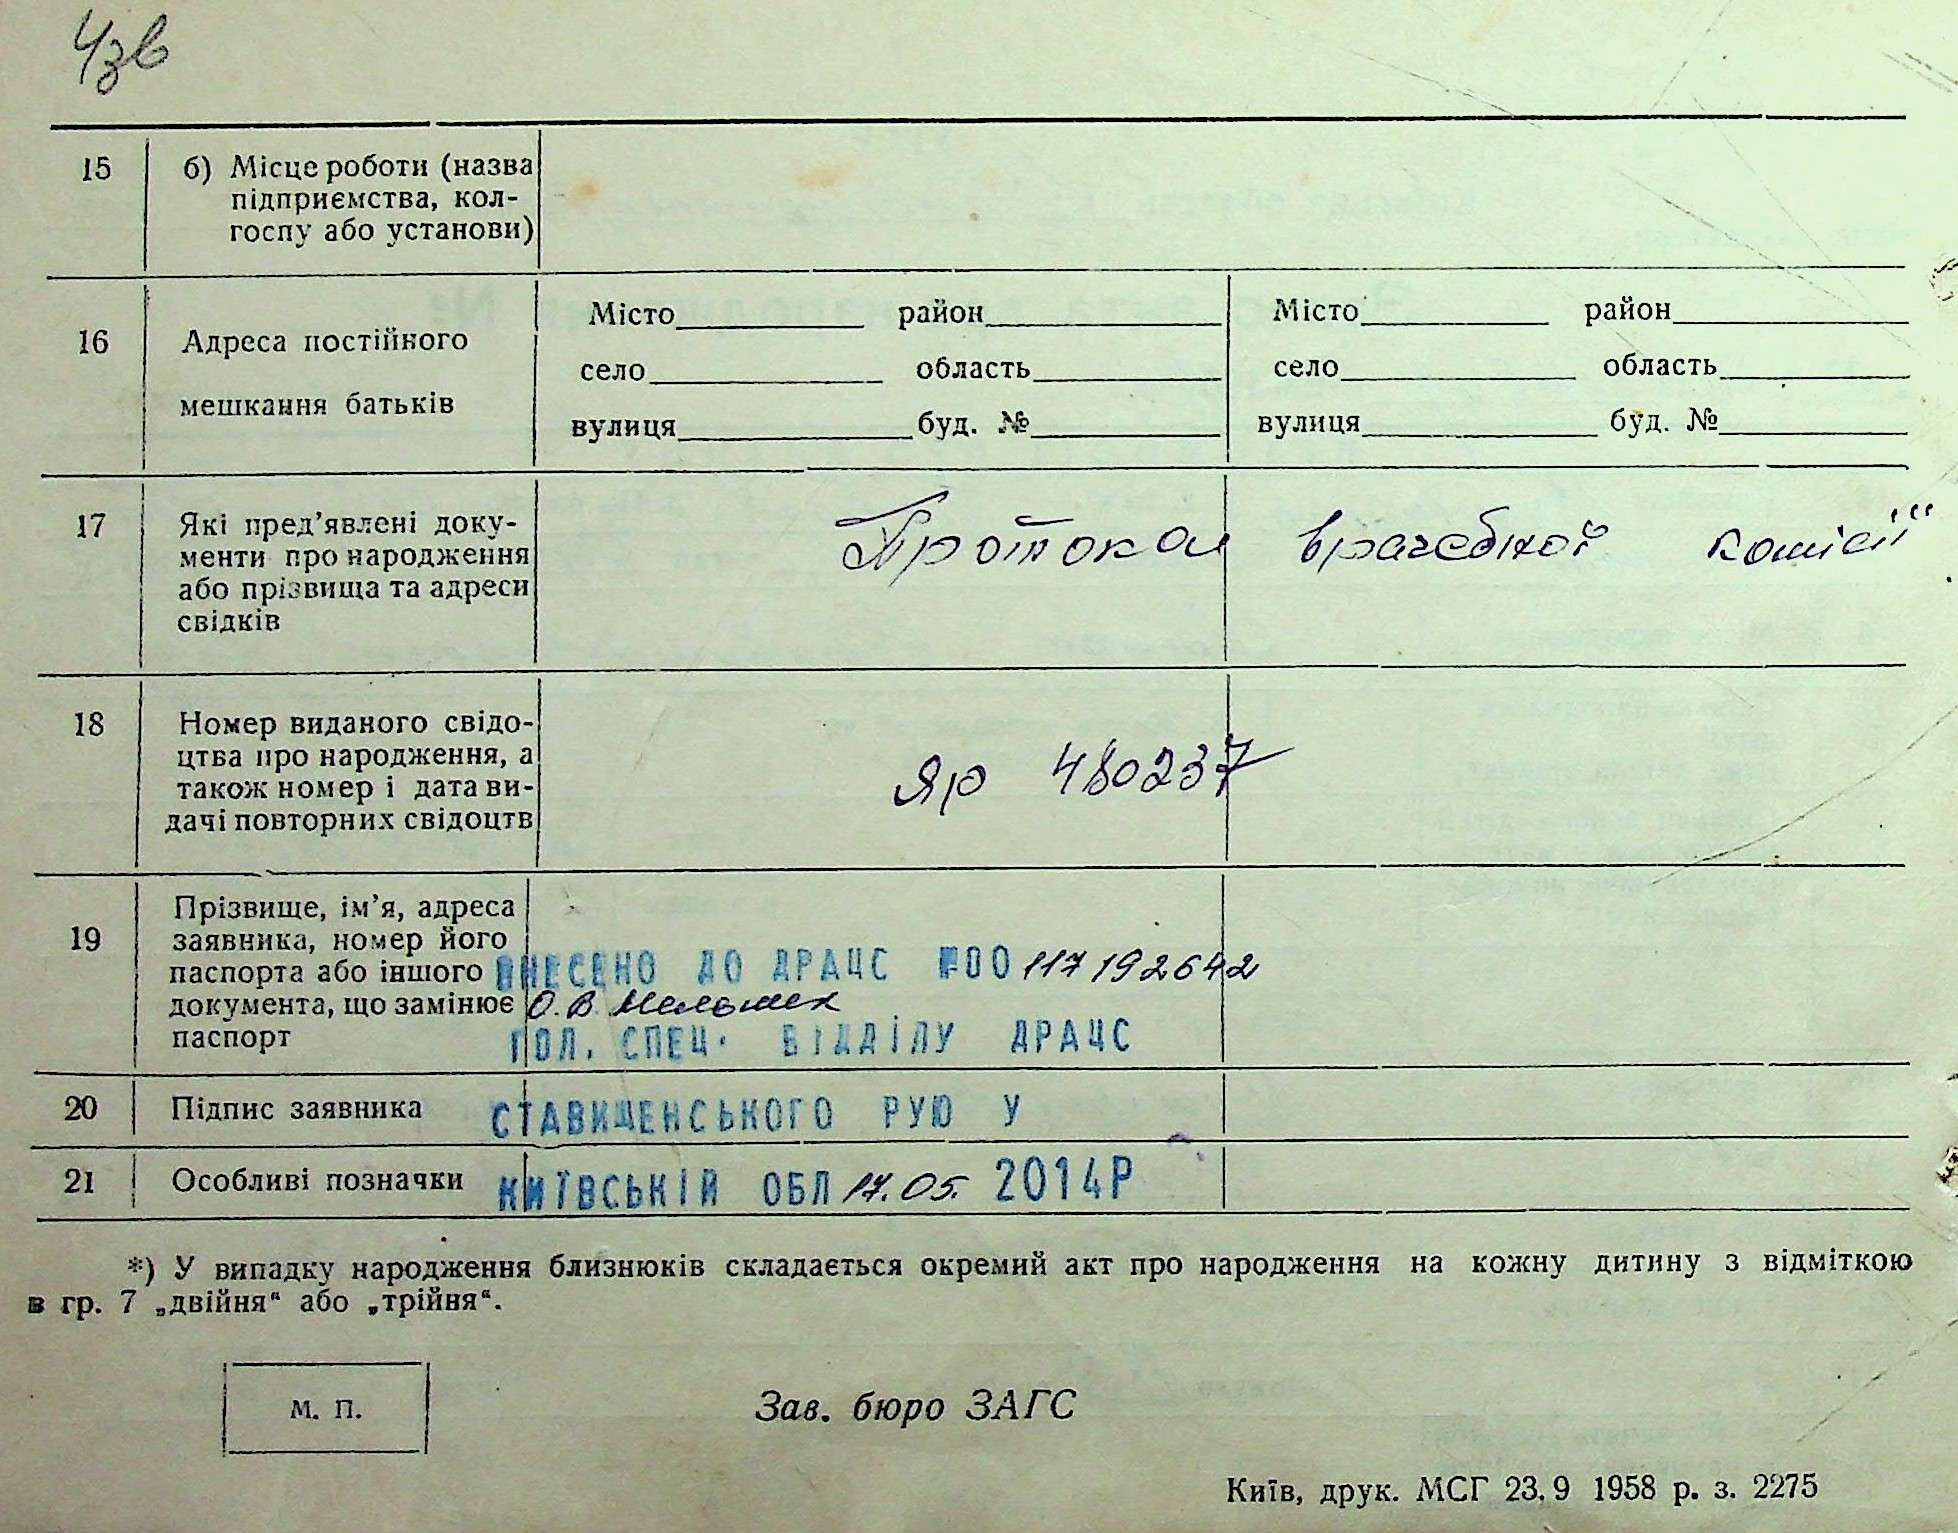 4зв
15 б) Місце роботи (назва
підприємства, кол-
госпу або установи)
16 Адреса постійного
мешкання батьків
Місто район
село область
вулиця буд. №
Місто район
село область
вулиця буд. №
17 Які пред’явлені доку-
менти про народження
або прізвища та адреси
свідків
Протокол врачебной комісії"
18 Номер виданого свідо-
цтва про народження, а
також номер і дата ви-
дачі повторних свідоцтв
Яр 480237
19 Прізвище, ім’я, адреса
заявника, номер його
паспорта або іншого
документа, що замінює
паспорт
ВНЕСЕНО ДО ДРАЦС №00117192642
О.В.
ГОЛ. СПЕЦ. ВІДДІЛУ ДРАЦС
20 Підпис заявника
СТАВИЩЕНСЬКОГО РУЮ У
21 Особливі позначки
КИЇВСЬКІЙ ОБЛ 17.05. 2014Р
*) У випадку народження близнюків складається окремий акт про народження на кожну дитину з відміткою
в гр. 7 „двійня“ або „трійня“.
М. П.
Зав. бюро ЗАГС
Київ, друк. МСГ 23.9 1958 р. з. 2275